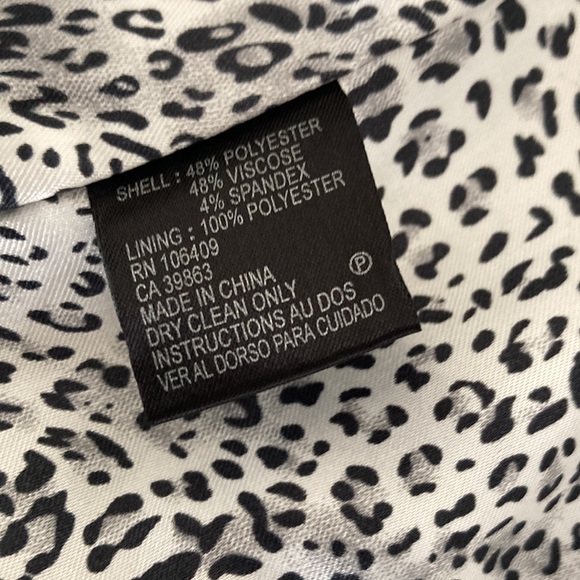 SHELL : 48% POLYESTER
48% VISCOSE
4% SPANDEX
LINING : 100% POLYESTER
RN 106409
CA 39863
MADE IN CHINA
DRY CLEAN ONLY
INSTRUCTIONS AU DOS
VER AL DORSO PARA CUIDADO
P